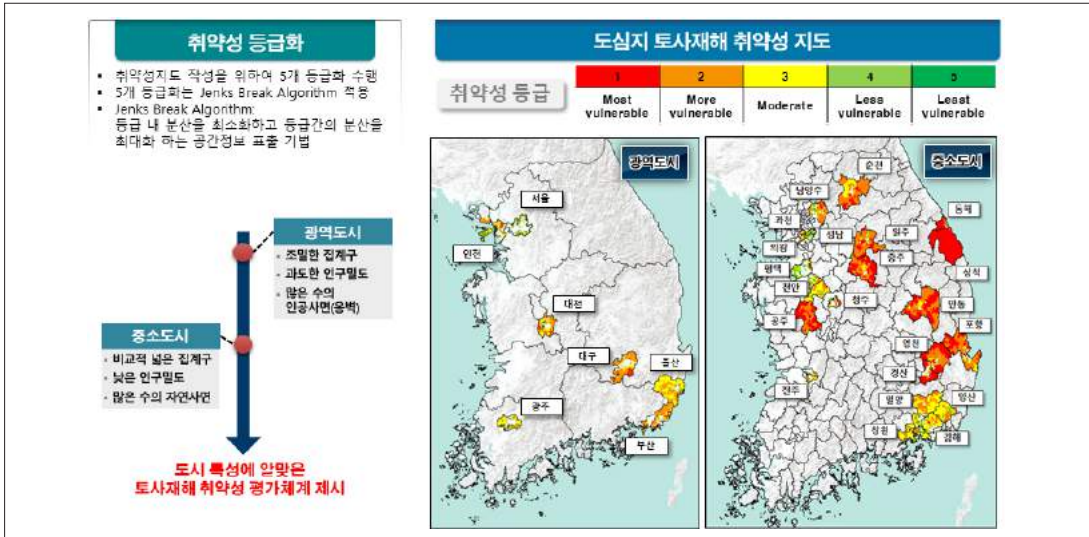 취약성 등급화
▪ 취약성지도 작성을 위하여 5개 등급화 수행
▪ 5개 등급화는 Jenks Break Algorithm 적용
▪ Jenks Break Algorithm:
등급 내 분산을 최소화하고 등급간의 분산을
최대화 하는 공간정보 표출 기법
광역도시
- 조밀한 집계구
- 과도한 인구밀도
- 많은 수의
인공사면(옹벽)
중소도시
- 비교적 넓은 집계구
- 낮은 인구밀도
- 많은 수의 자연사면
도시 특성에 알맞은
토사재해 취약성 평가체계 제시
도심지 토사재해 취약성 지도
취약성 등급
1 2 3 4 5
Most vulnerable
More vulnerable
Moderate
Less vulnerable
Least vulnerable
광역도시
서울
인천
대전
대구
울산
광주
부산
중소도시
춘천
남양주
동해
과천
성남
원주
의왕
충주
평택
삼척
천안
안동
공주
포항
영천
경산
전주
밀양
양산
창원
김해